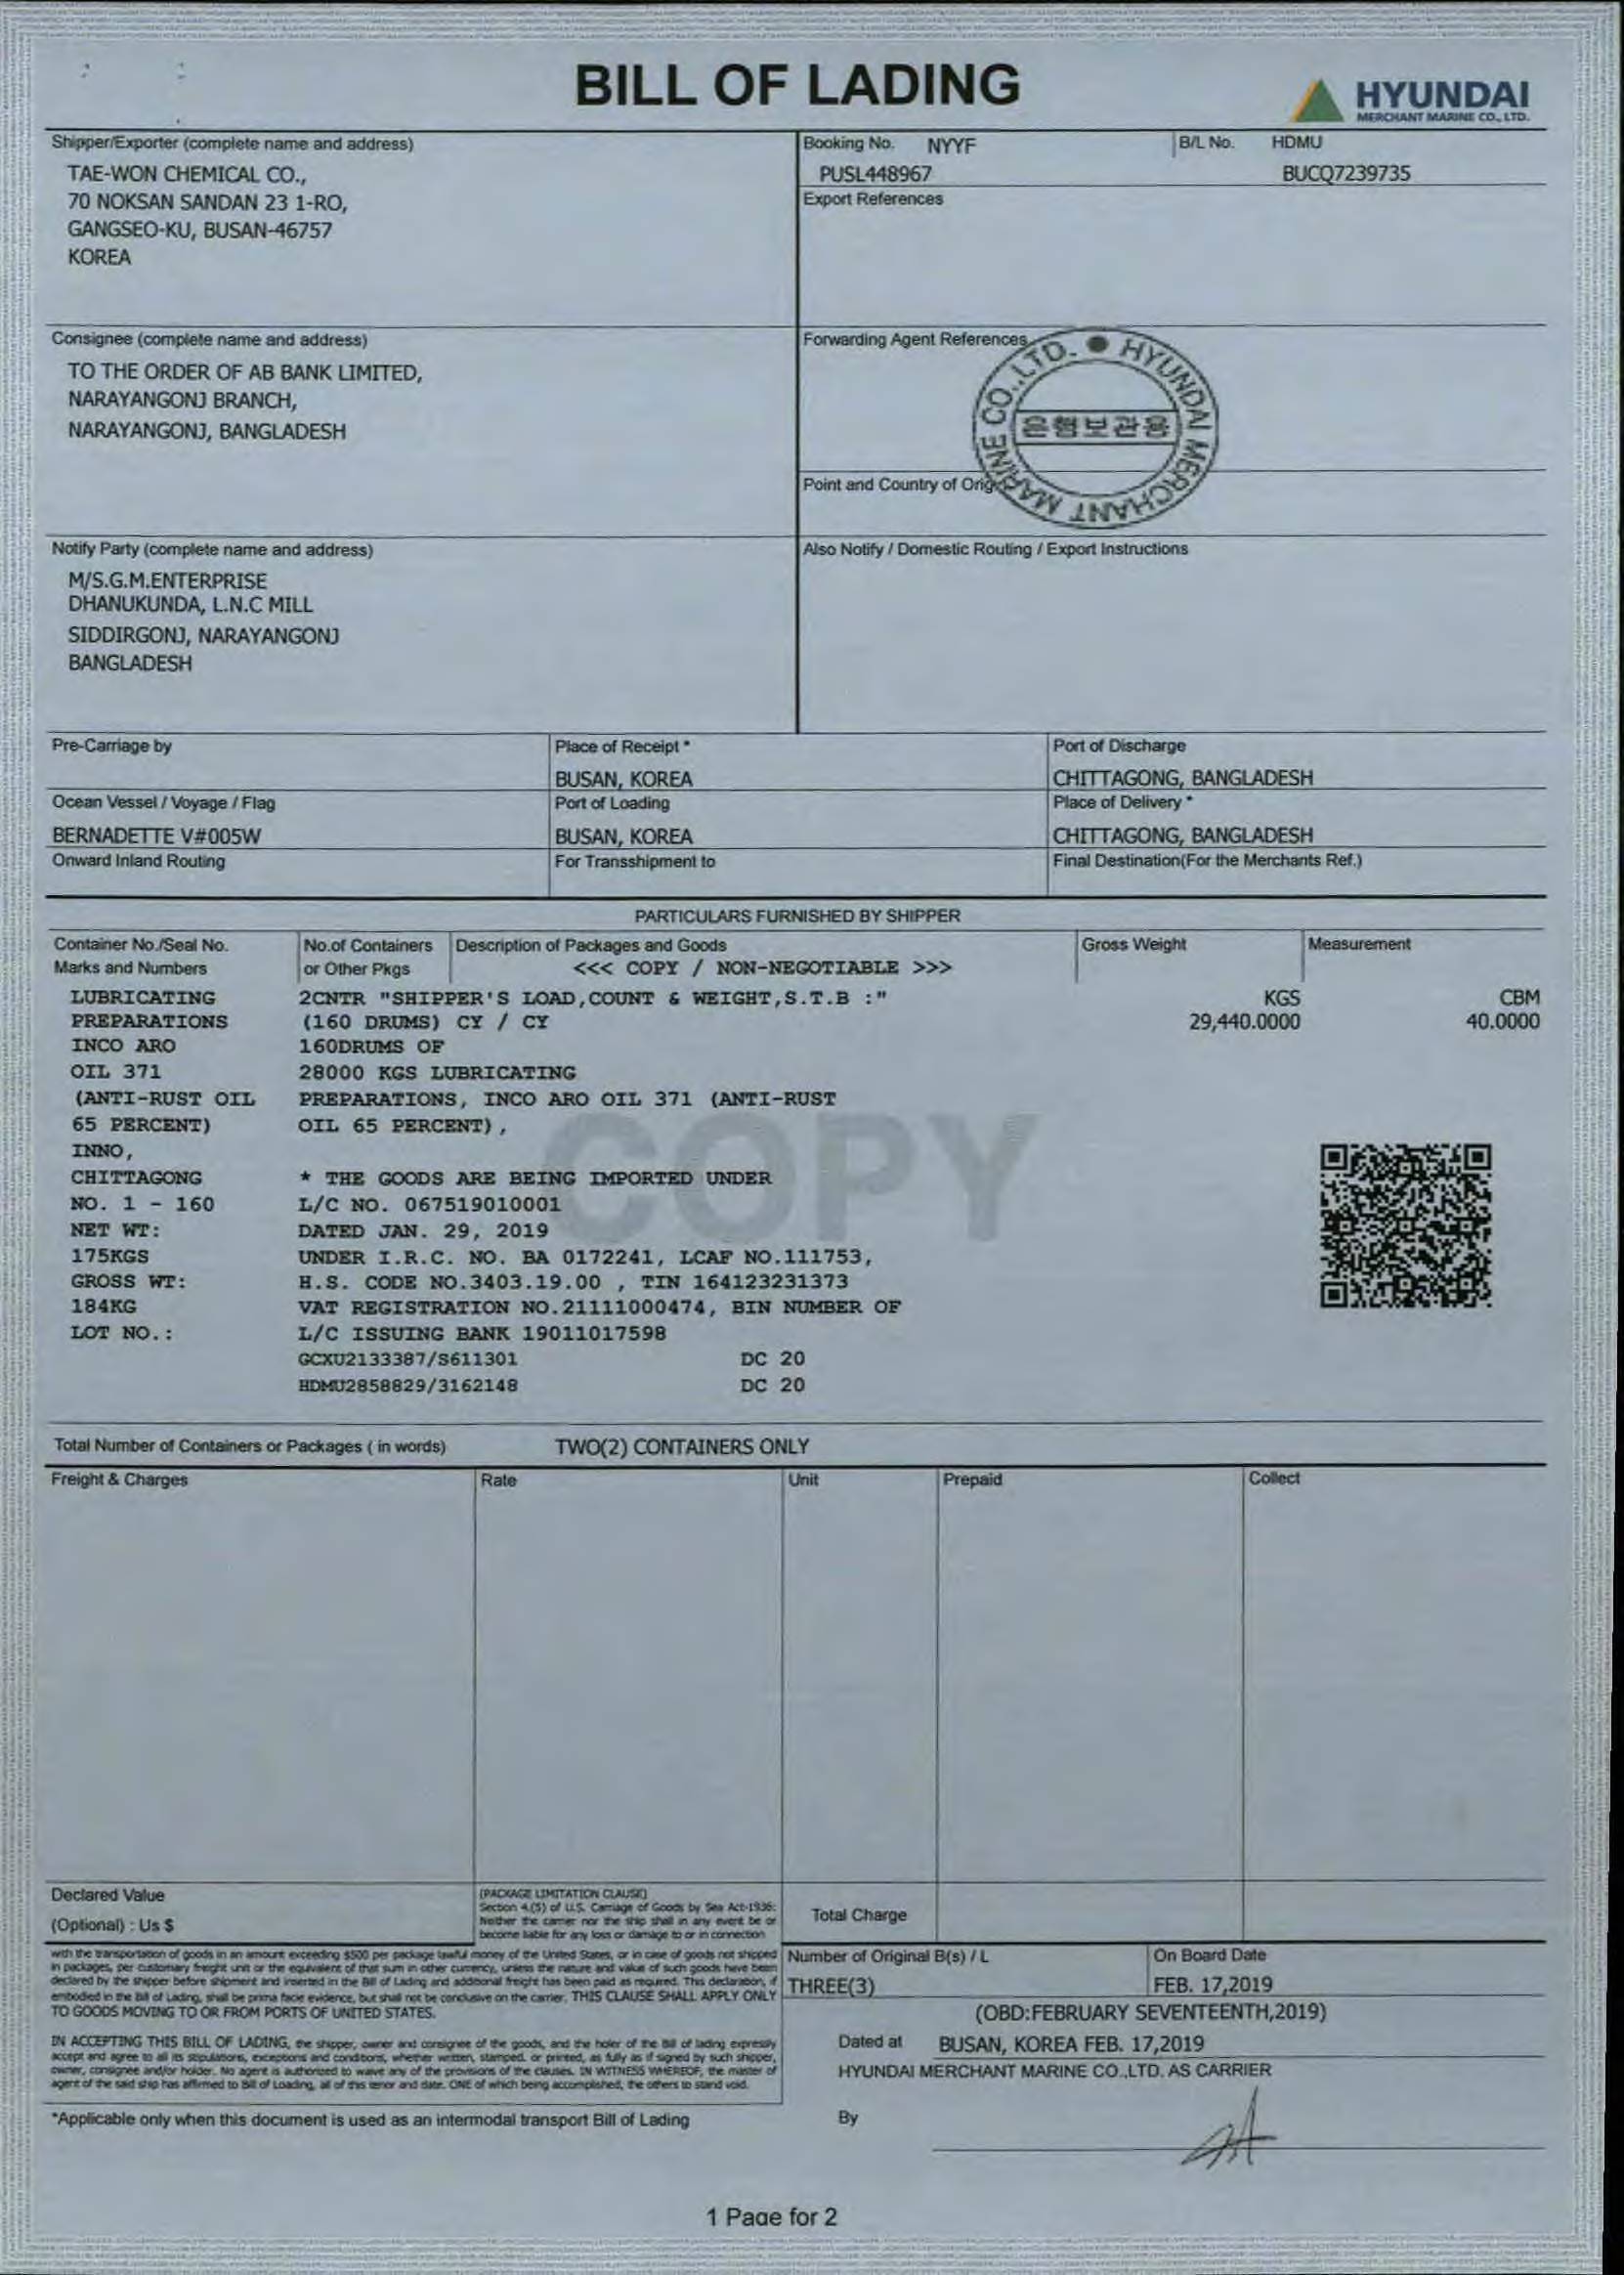 BILL OF LADING
HYUNDAI
MERCHANT MARINE CO., LTD.
Shipper/Exporter (complete name and address)
TAE-WON CHEMICAL CO.,
70 NOKSAN SANDAN 23 1-RO,
GANGSEO-KU, BUSAN-46757
KOREA
Booking No. NYYF
PUSL448967
B/L No. HDMU
BUCQ7239735
Export References
Consignee (complete name and address)
TO THE ORDER OF AB BANK LIMITED,
NARAYANGONJ BRANCH,
NARAYANGONJ, BANGLADESH
Forwarding Agent References
HYUNDAI MERCHANT MARINE CO.,LTD.
은행보관용
Point and Country of Orig
Notify Party (complete name and address)
M/S.G.M.ENTERPRISE
DHANUKUNDA, L.N.C MILL
SIDDIRGONJ, NARAYANGONJ
BANGLADESH
Also Notify / Domestic Routing / Export Instructions
Pre-Carriage by
Place of Receipt *
BUSAN, KOREA
Port of Discharge
CHITTAGONG, BANGLADESH
Ocean Vessel / Voyage / Flag
BERNADETTE V#005W
Port of Loading
BUSAN, KOREA
Place of Delivery *
CHITTAGONG, BANGLADESH
Onward Inland Routing
For Transshipment to
Final Destination(For the Merchants Ref.)
PARTICULARS FURNISHED BY SHIPPER
Container No./Seal No.
Marks and Numbers
No.of Containers
or Other Pkgs
Description of Packages and Goods
<<< COPY / NON-NEGOTIABLE >>>
Gross Weight
Measurement
LUBRICATING
PREPARATIONS
INCO ARO
OIL 371
(ANTI-RUST OIL
65 PERCENT)
INNO,
CHITTAGONG
NO. 1 - 160
NET WT:
175KGS
GROSS WT:
184KG
LOT NO.:
2CNTR "SHIPPER'S LOAD,COUNT & WEIGHT,S.T.B :"
(160 DRUMS) CY / CY
160DRUMS OF
28000 KGS LUBRICATING
PREPARATIONS, INCO ARO OIL 371 (ANTI-RUST
OIL 65 PERCENT),
* THE GOODS ARE BEING IMPORTED UNDER
L/C NO. 067519010001
DATED JAN. 29, 2019
UNDER I.R.C. NO. BA 0172241, LCAF NO.111753,
H.S. CODE NO.3403.19.00 , TIN 164123231373
VAT REGISTRATION NO.21111000474, BIN NUMBER OF
L/C ISSUING BANK 19011017598
GCXU2133387/S611301 DC 20
HDMU2858829/3162148 DC 20
KGS
29,440.0000
CBM
40.0000
COPY
Total Number of Containers or Packages ( in words) TWO(2) CONTAINERS ONLY
Freight & Charges
Rate
Unit
Prepaid
Collect
Declared Value
(Optional) : Us $
(PACKAGE LIMITATION CLAUSE)
Section 4.(5) of U.S. Carriage of Goods by Sea Act-1936:
Neither the carrier nor the ship shall in any event be or
become liable for any loss or damage to or in connection
with the transportation of goods in an amount exceeding $500 per package lawful money of the United States, or in case of goods not shipped
in packages, per customary freight unit or the equivalent of that sum in other currency, unless the nature and value of such goods have been
declared by the shipper before shipment and inserted in the Bill of Lading and additional freight has been paid as required. This declaration, if
embodied in the Bill of Lading, shall be prima facie evidence, but shall not be conclusive on the carrier. THIS CLAUSE SHALL APPLY ONLY
TO GOODS MOVING TO OR FROM PORTS OF UNITED STATES.
IN ACCEPTING THIS BILL OF LADING, the shipper, owner and consignee of the goods, and the holer of the Bill of lading expressly
accept and agree to all its stipulations, exceptions and conditions, whether written, stamped, or printed, as fully as if signed by such shipper,
owner, consignee and/or holder. No agent is authorized to wave any of the provisions of the clauses. IN WITNESS WHEREOF, the master of
agent of the said ship has affirmed to Bill of Loading, all of this tenor and date. ONE of which being accomplished, the others to stand void.
*Applicable only when this document is used as an intermodal transport Bill of Lading
Total Charge
Number of Original B(s) / L
THREE(3)
On Board Date
FEB. 17,2019
(OBD:FEBRUARY SEVENTEENTH,2019)
Dated at BUSAN, KOREA FEB. 17,2019
HYUNDAI MERCHANT MARINE CO.,LTD. AS CARRIER
By
1 Page for 2